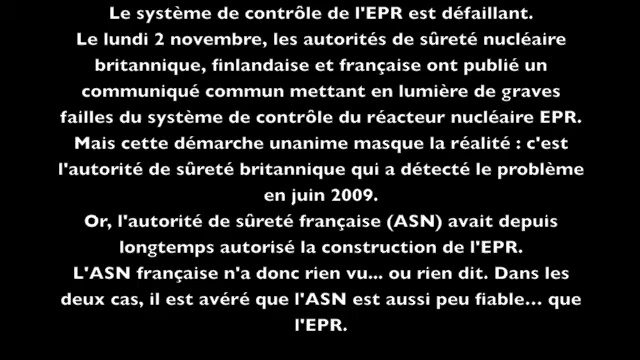 Le système de contrôle de l'EPR est défaillant.
Le lundi 2 novembre, les autorités de sûreté nucléaire
britannique, finlandaise et française ont publié un
communiqué commun mettant en lumière de graves
failles du système de contrôle du réacteur nucléaire EPR.
Mais cette démarche unanime masque la réalité : c'est
l'autorité de sûreté britannique qui a détecté le problème
en juin 2009.
Or, l'autorité de sûreté française (ASN) avait depuis
longtemps autorisé la construction de l'EPR.
L'ASN française n'a donc rien vu... ou rien dit. Dans les
deux cas, il est avéré que l'ASN est aussi peu fiable... que
l'EPR.